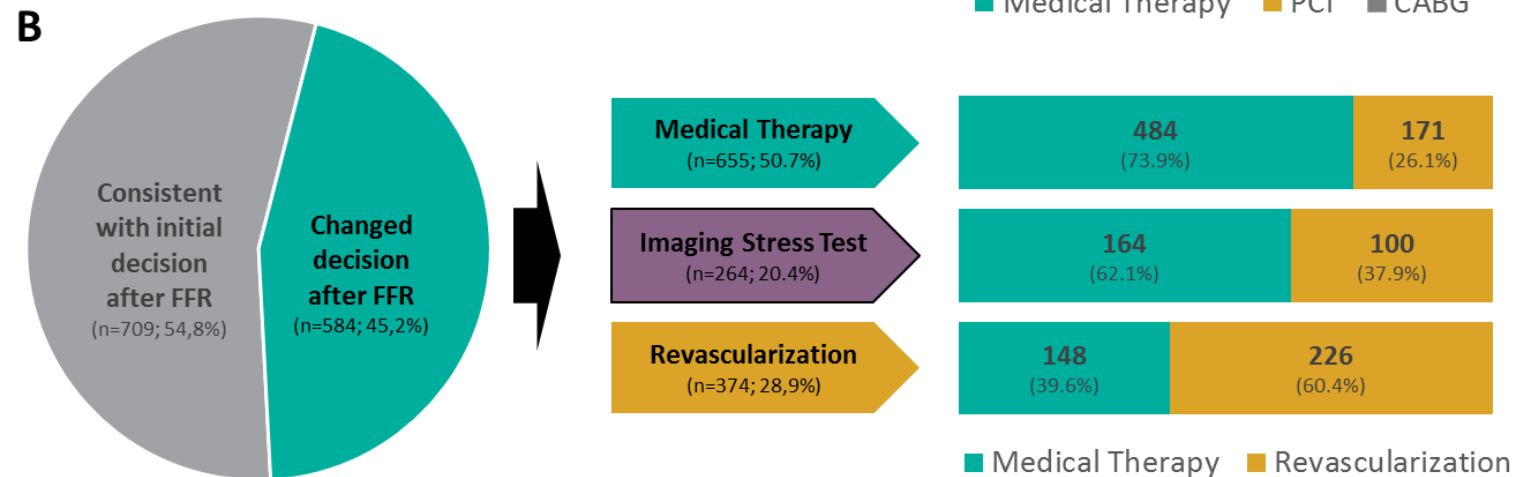 B
Medical Therapy PCI CABG
Consistent
with initial
decision
after FFR
(n=709; 54,8%)
Changed
decision
after FFR
(n=584; 45,2%)
Medical Therapy
(n=655; 50.7%)
484
(73.9%)
171
(26.1%)
Imaging Stress Test
(n=264; 20.4%)
164
(62.1%)
100
(37.9%)
Revascularization
(n=374; 28,9%)
148
(39.6%)
226
(60.4%)
Medical Therapy Revascularization